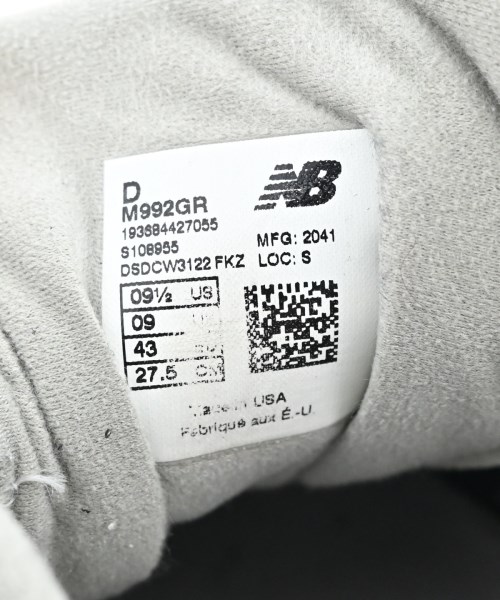 D
M992GR
193684427055
S108955
DSDCW3122 FKZ
NB
MFG: 2041
LOC: S
09½ US
09
43
27.5 CM
Made in USA
Fabriqué aux É.-U.